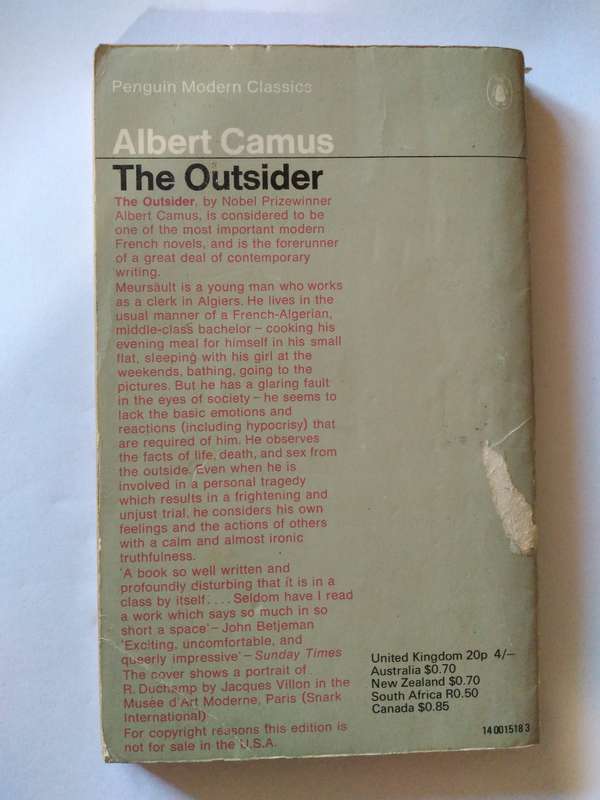 Penguin Modern Classics
Albert Camus
The Outsider
The Outsider, by Nobel Prizewinner
Albert Camus, is considered to be
one of the most important modern
French novels, and is the forerunner
of a great deal of contemporary
writing.
Meursault is a young man who works
as a clerk in Algiers. He lives in the
usual manner of a French-Algerian,
middle-class bachelor – cooking his
evening meal for himself in his small
flat, sleeping with his girl at the
weekends, bathing, going to the
pictures. But he has a glaring fault
in the eyes of society – he seems to
lack the basic emotions and
reactions (including hypocrisy) that
are required of him. He observes
the facts of life, death, and sex from
the outside. Even when he is
involved in a personal tragedy
which results in a frightening and
unjust trial, he considers his own
feelings and the actions of others
with a calm and almost ironic
truthfulness.
'A book so well written and
profoundly disturbing that it is in a
class by itself . . . . Seldom have I read
a work which says so much in so
short a space' – John Betjeman
'Exciting, uncomfortable, and
queerly impressive' – Sunday Times
The cover shows a portrait of
R. Duchamp by Jacques Villon in the
Musée d'Art Moderne, Paris (Snark
International)
For copyright reasons this edition is
not for sale in the U.S.A.
United Kingdom 20p 4/–
Australia $0.70
New Zealand $0.70
South Africa R0.50
Canada $0.85
14 001518 3